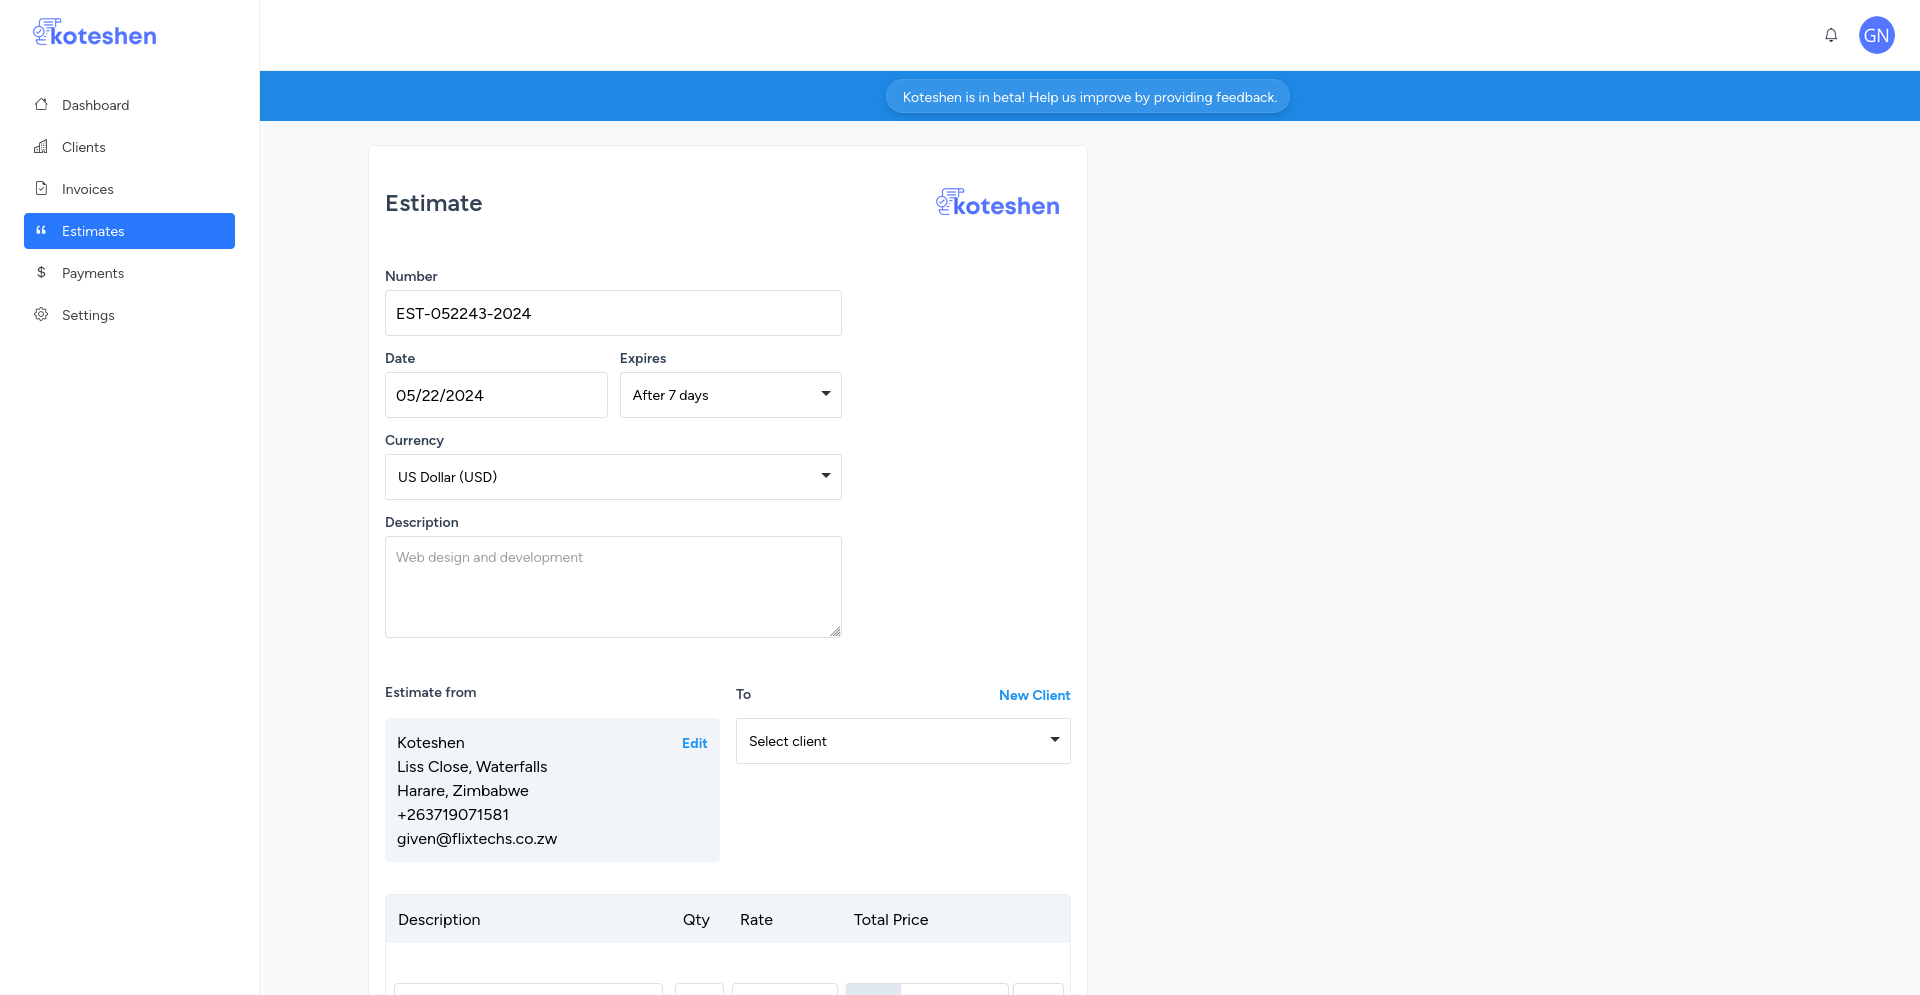 koteshen
GN
Dashboard
Clients
Invoices
Estimates
Payments
Settings
Koteshen is in beta! Help us improve by providing feedback.
Estimate
koteshen
Number
EST-052243-2024
Date
Expires
05/22/2024
After 7 days
Currency
US Dollar (USD)
Description
Web design and development
Estimate from
To
New Client
Koteshen
Edit
Liss Close, Waterfalls
Harare, Zimbabwe
+263719071581
given@flixtechs.co.zw
Select client
Description Qty Rate Total Price